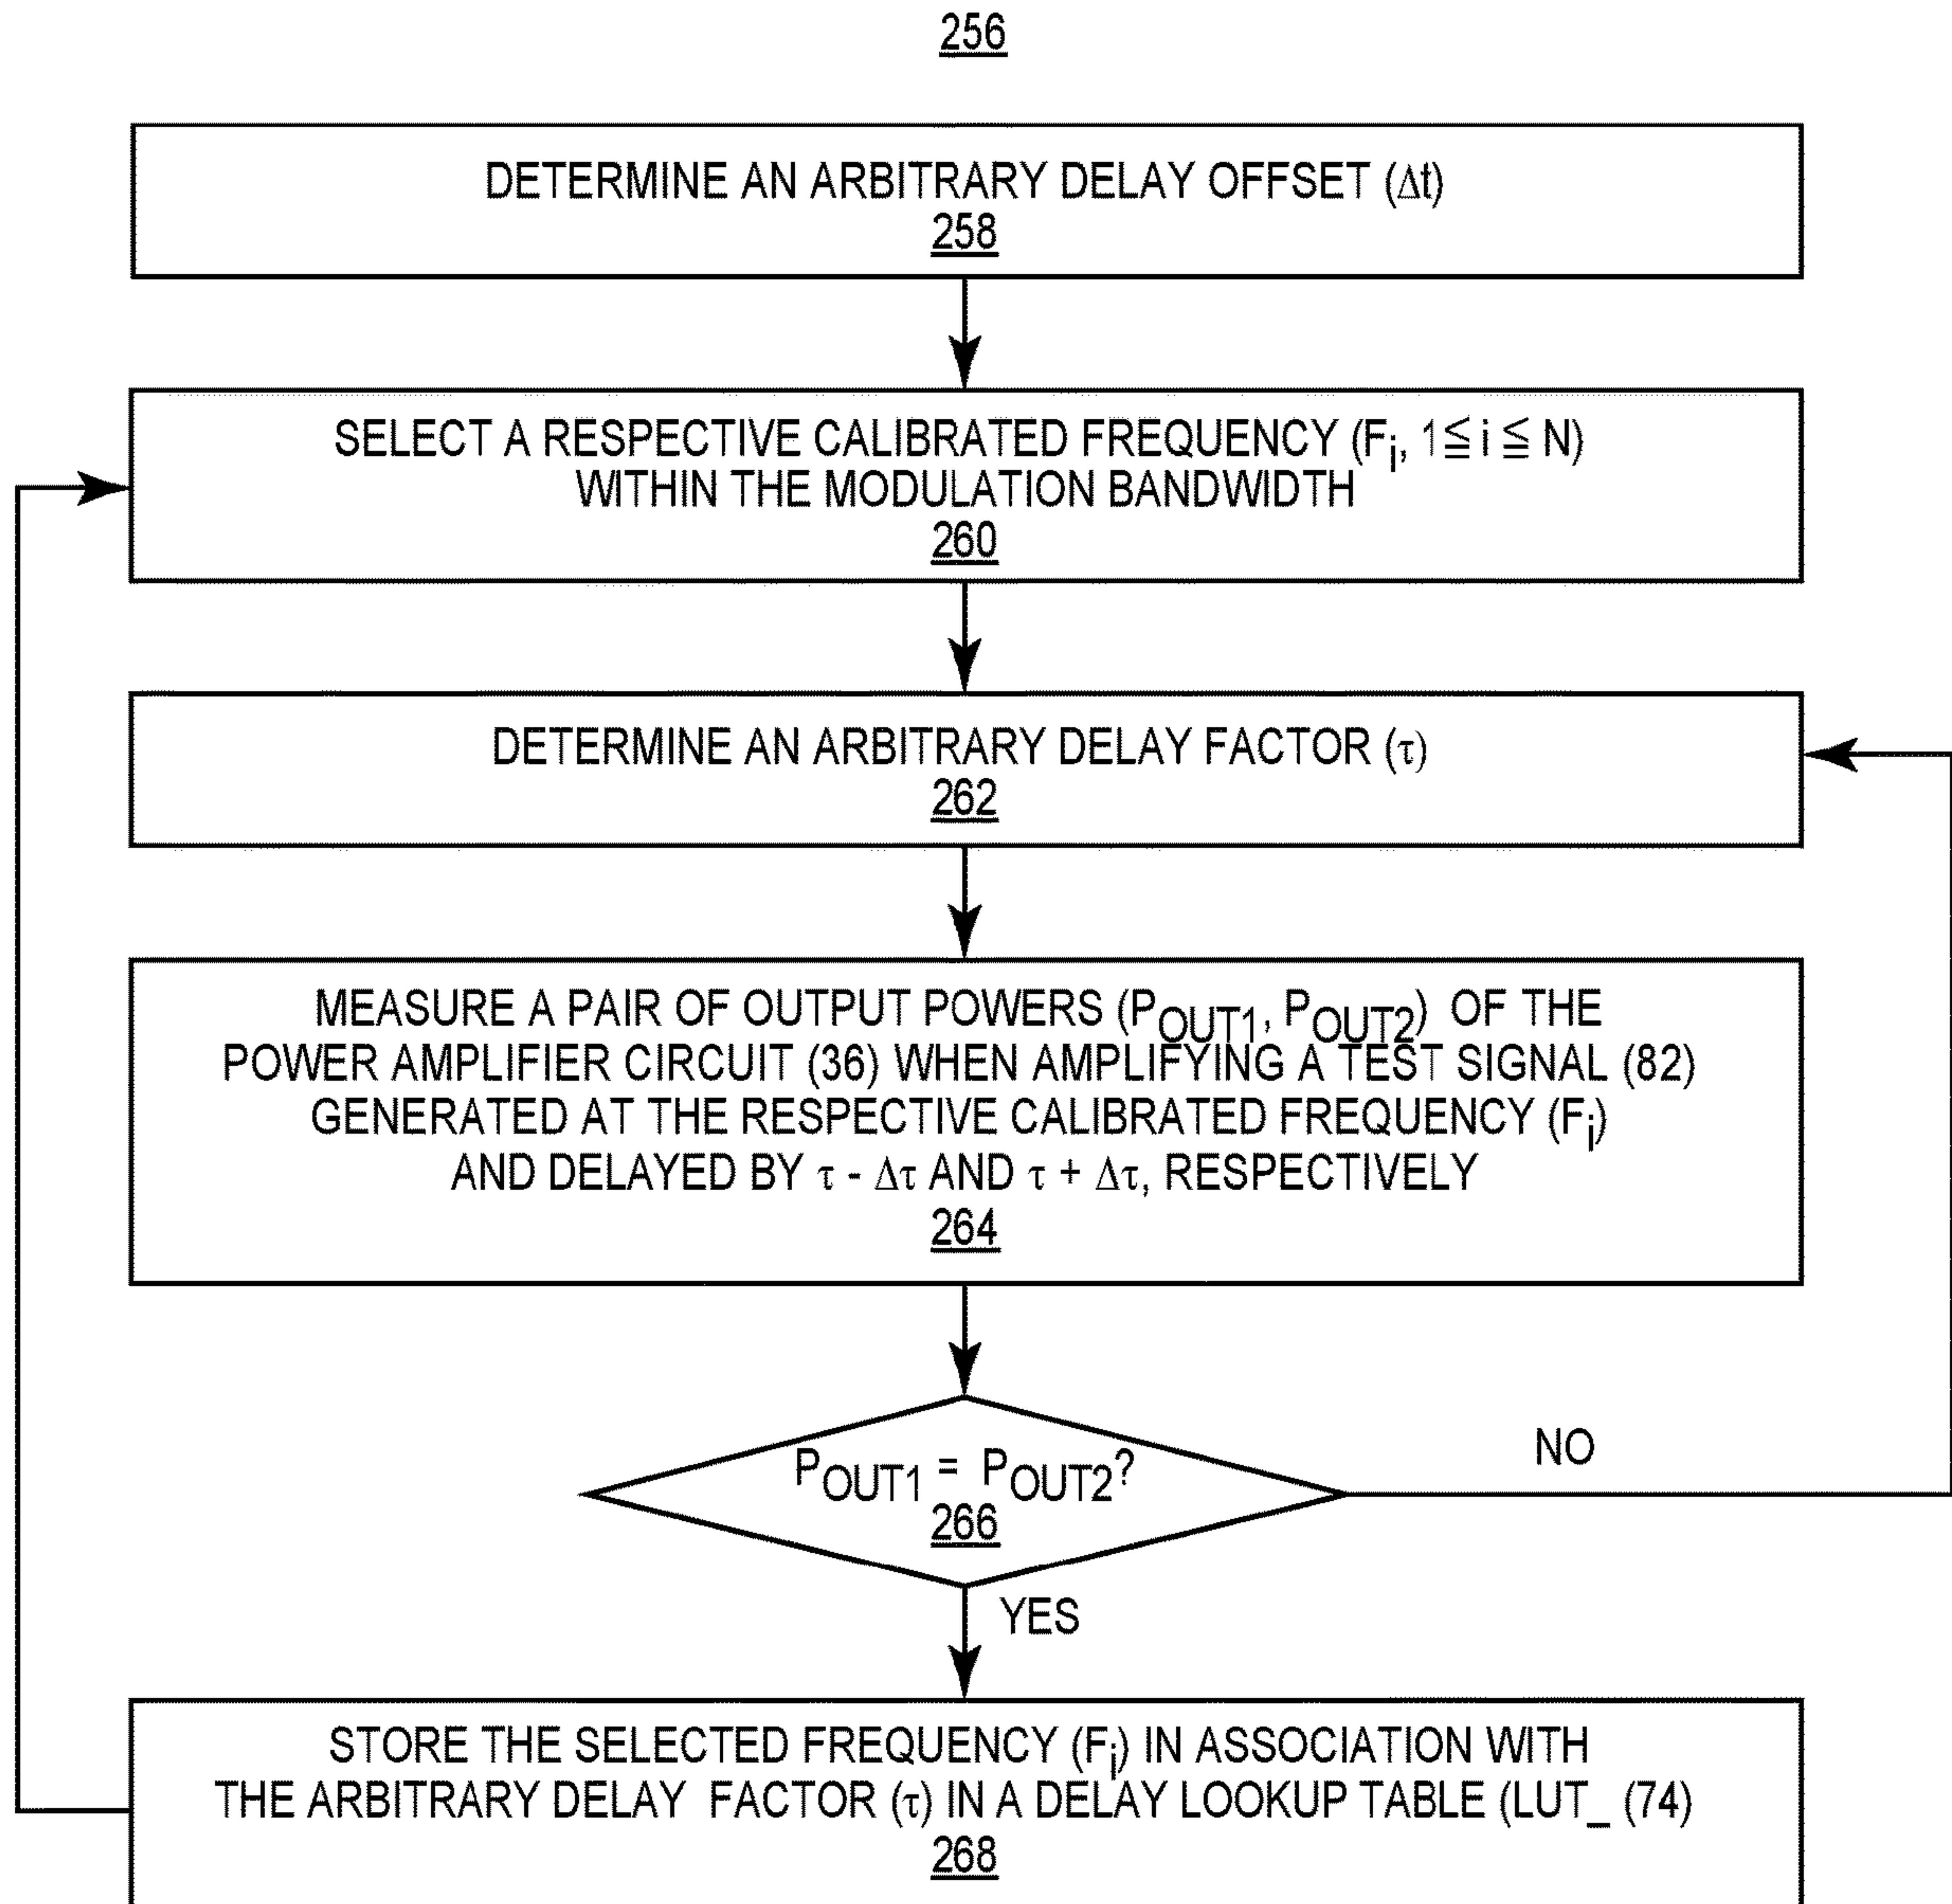 256
DETERMINE AN ARBITRARY DELAY OFFSET (Δt)
258
SELECT A RESPECTIVE CALIBRATED FREQUENCY (Fi, 1≦i ≦ N)
WITHIN THE MODULATION BANDWIDTH
260
DETERMINE AN ARBITRARY DELAY FACTOR (τ)
262
MEASURE A PAIR OF OUTPUT POWERS (POUT1, POUT2) OF THE
POWER AMPLIFIER CIRCUIT (36) WHEN AMPLIFYING A TEST SIGNAL (82)
GENERATED AT THE RESPECTIVE CALIBRATED FREQUENCY (Fi)
AND DELAYED BY τ - Δτ AND τ + Δτ, RESPECTIVELY
264
POUT1 = POUT2?
266
NO
YES
STORE THE SELECTED FREQUENCY (Fi) IN ASSOCIATION WITH
THE ARBITRARY DELAY FACTOR (τ) IN A DELAY LOOKUP TABLE (LUT_ (74)
268